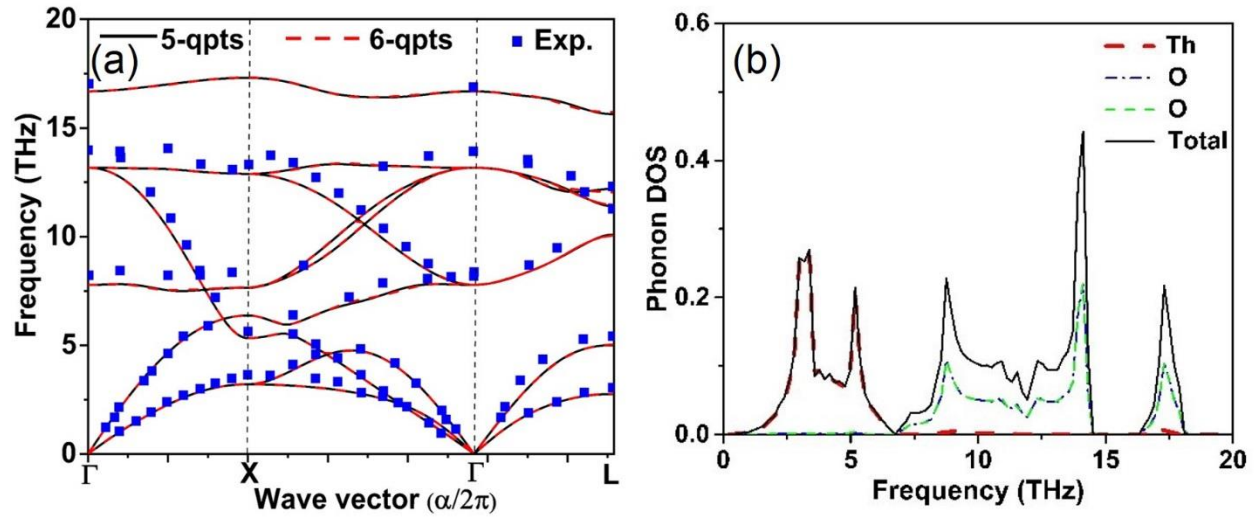 (a)
5-qpts
6-qpts
Exp.
Frequency (THz)
20
15
10
5
0
Γ
X
Γ
L
Wave vector (α/2π)
(b)
Th
O
O
Total
Phonon DOS
0.6
0.4
0.2
0.0
0
5
10
15
20
Frequency (THz)